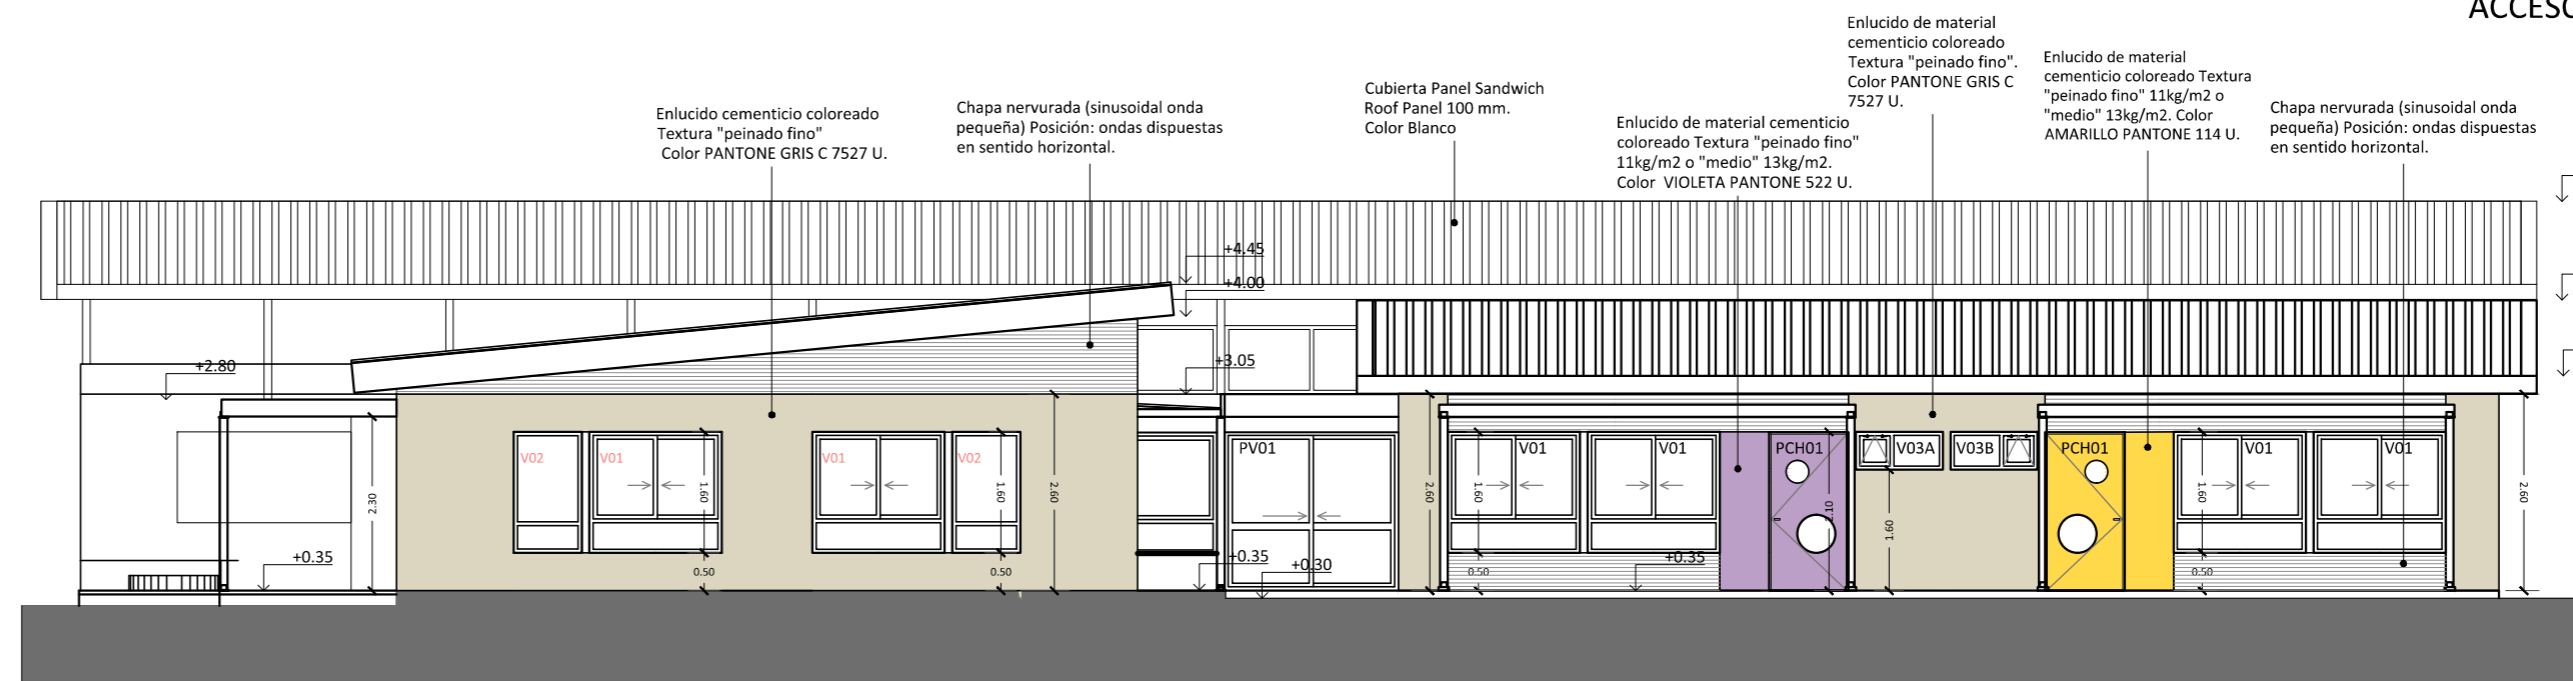 ACCESO
Enlucido de material
cementicio coloreado
Textura "peinado fino".
Color PANTONE GRIS C
7527 U.
Enlucido de material
cementicio coloreado Textura
"peinado fino" 11kg/m2 o
"medio" 13kg/m2. Color
AMARILLO PANTONE 114 U.
Cubierta Panel Sandwich
Roof Panel 100 mm.
Color Blanco
Enlucido cementicio coloreado
Textura "peinado fino"
Color PANTONE GRIS C 7527 U.
Chapa nervurada (sinusoidal onda
pequeña) Posición: ondas dispuestas
en sentido horizontal.
Enlucido de material cementicio
coloreado Textura "peinado fino"
11kg/m2 o "medio" 13kg/m2.
Color VIOLETA PANTONE 522 U.
Chapa nervurada (sinusoidal onda
pequeña) Posición: ondas dispuestas
en sentido horizontal.
+4.45
+4.00
+3.05
+2.80
V02
V01
V01
V02
PV01
V01
V01
PCH01
V03A
V03B
PCH01
V01
V01
2.30
1.60
1.60
2.60
2.60
1.60
2.10
1.60
1.60
2.60
+0.35
+0.35
+0.30
+0.35
0.50
0.50
0.50
0.50